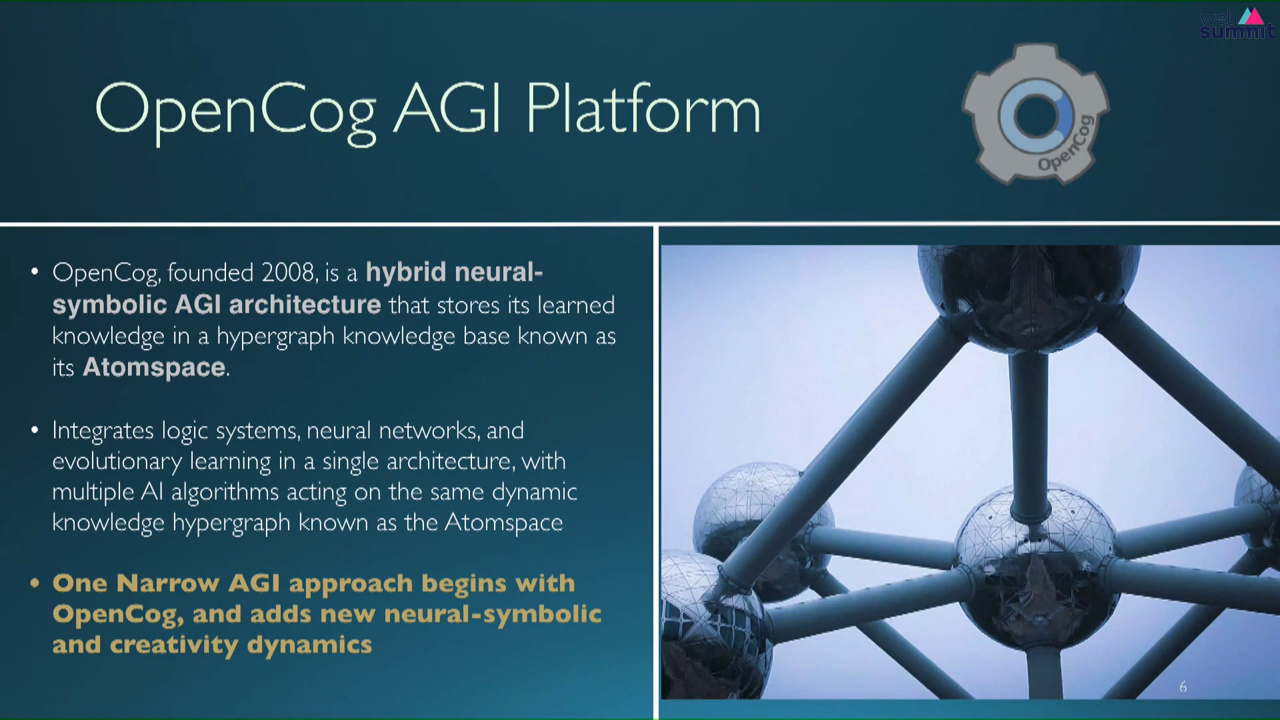 web
summit
OpenCog AGI Platform
OpenCog
• OpenCog, founded 2008, is a hybrid neural-
symbolic AGI architecture that stores its learned
knowledge in a hypergraph knowledge base known as
its Atomspace.
• Integrates logic systems, neural networks, and
evolutionary learning in a single architecture, with
multiple AI algorithms acting on the same dynamic
knowledge hypergraph known as the Atomspace
• One Narrow AGI approach begins with
OpenCog, and adds new neural-symbolic
and creativity dynamics
6